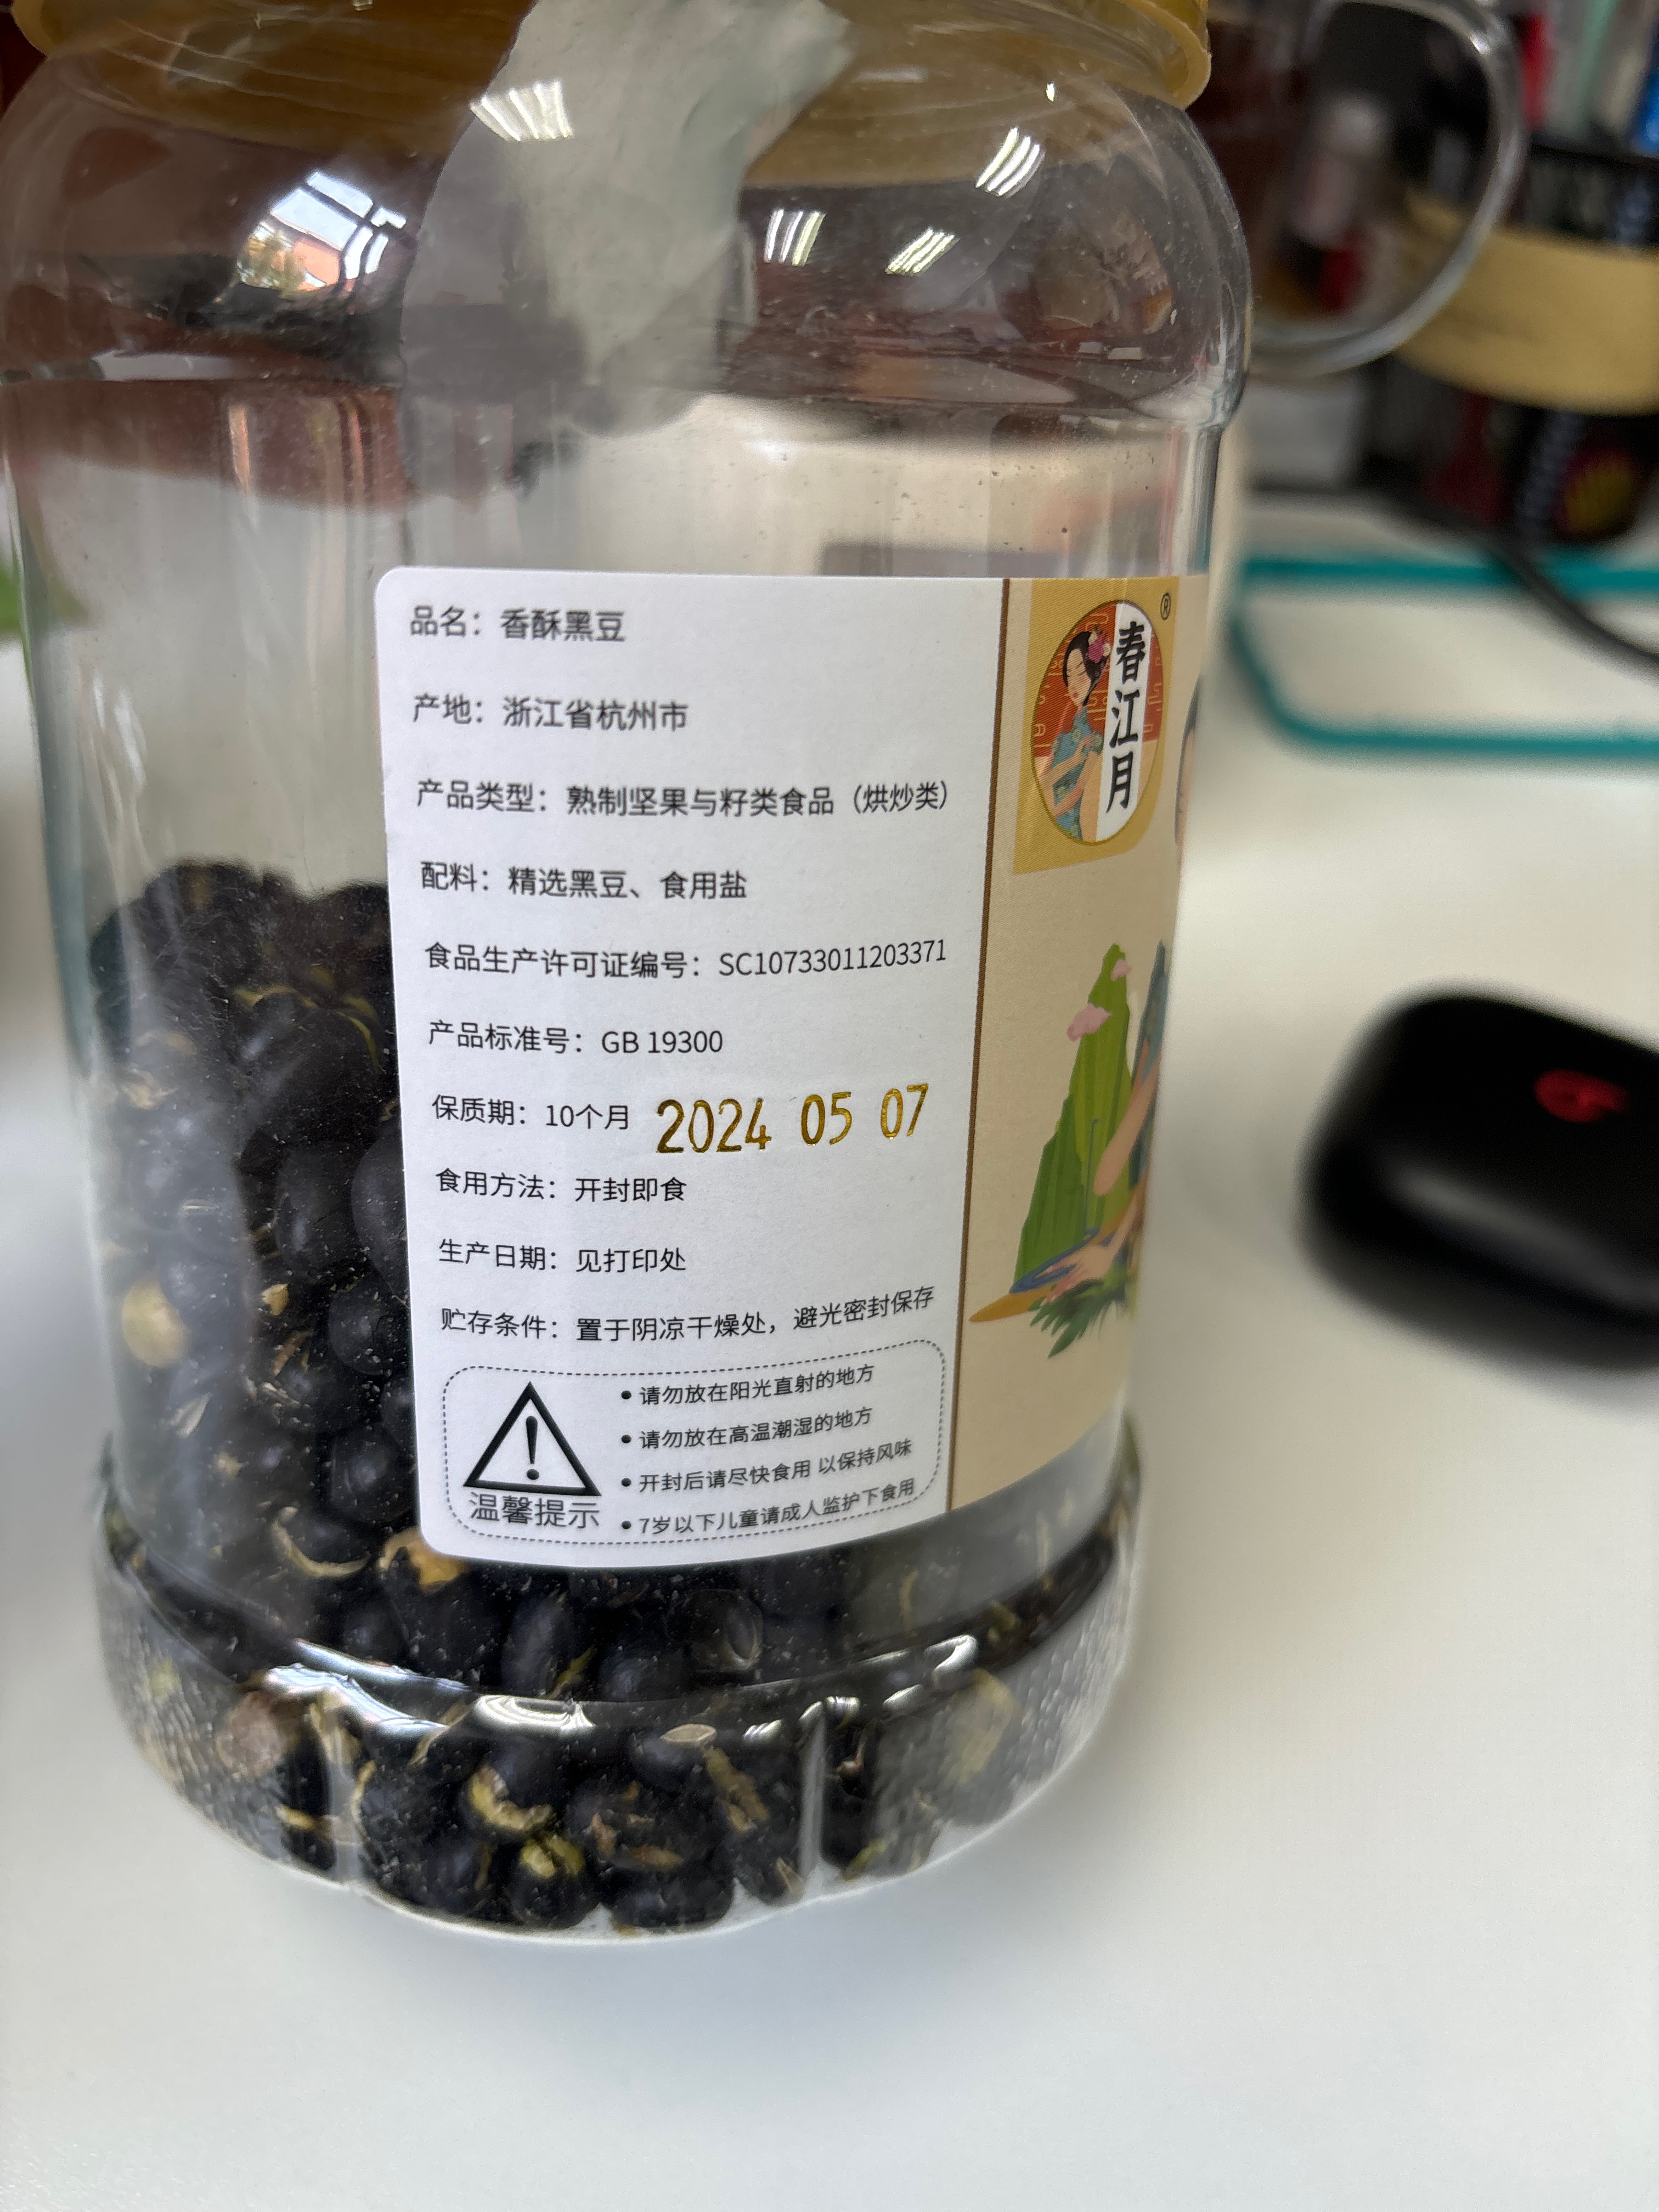 品名：香酥黑豆
产地：浙江省杭州市
产品类型：熟制坚果与籽类食品（烘炒类）
配料：精选黑豆、食用盐
食品生产许可证编号：SC10733011203371
产品标准号：GB 19300
保质期：10个月 2024 05 07
食用方法：开封即食
生产日期：见打印处
贮存条件：置于阴凉干燥处，避光密封保存
温馨提示
• 请勿放在阳光直射的地方
• 请勿放在高温潮湿的地方
• 开封后请尽快食用 以保持风味
• 7岁以下儿童请成人监护下食用
春江月®